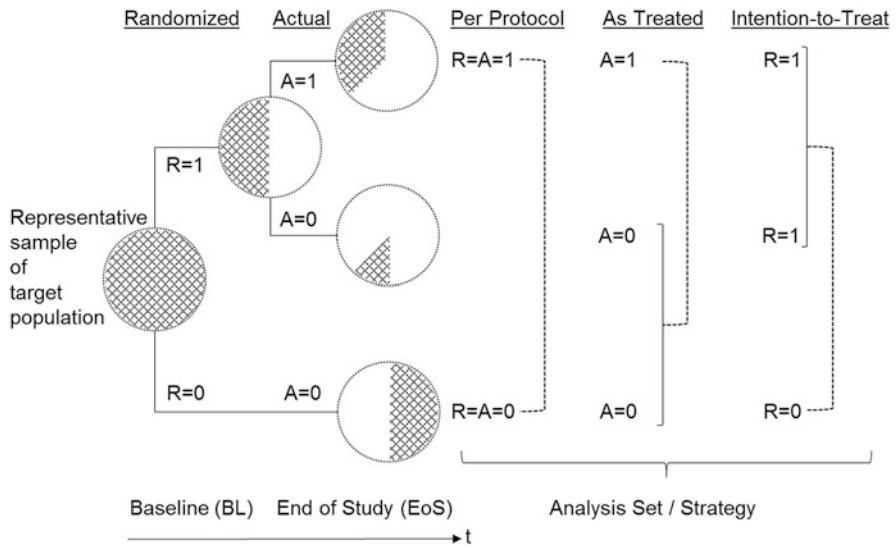 Randomized Actual Per Protocol As Treated Intention-to-Treat
A=1 R=A=1 A=1 R=1
R=1
Representative
sample
of
target
population
A=0 A=0 R=1
R=0 A=0 R=A=0 A=0 R=0
Baseline (BL) End of Study (EoS) Analysis Set / Strategy
t